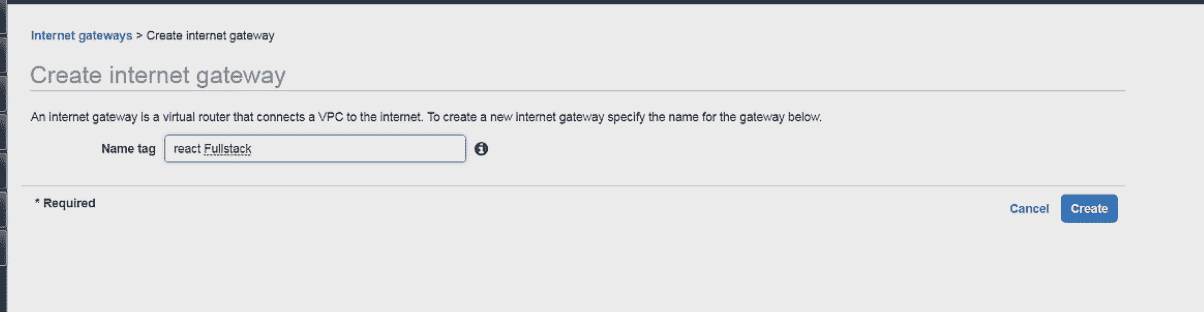 Internet gateways > Create internet gateway
Create internet gateway
An internet gateway is a virtual router that connects a VPC to the internet. To create a new internet gateway specify the name for the gateway below.
Name tag react Fullstack
* Required
Cancel Create